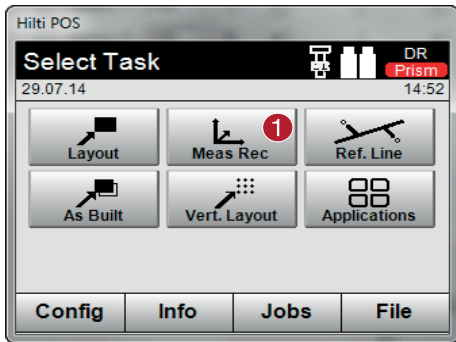 Hilti POS
Select Task
DR
Prism
29.07.14
14:52
Layout
Meas Rec
1
Ref. Line
As Built
Vert. Layout
Applications
Config
Info
Jobs
File